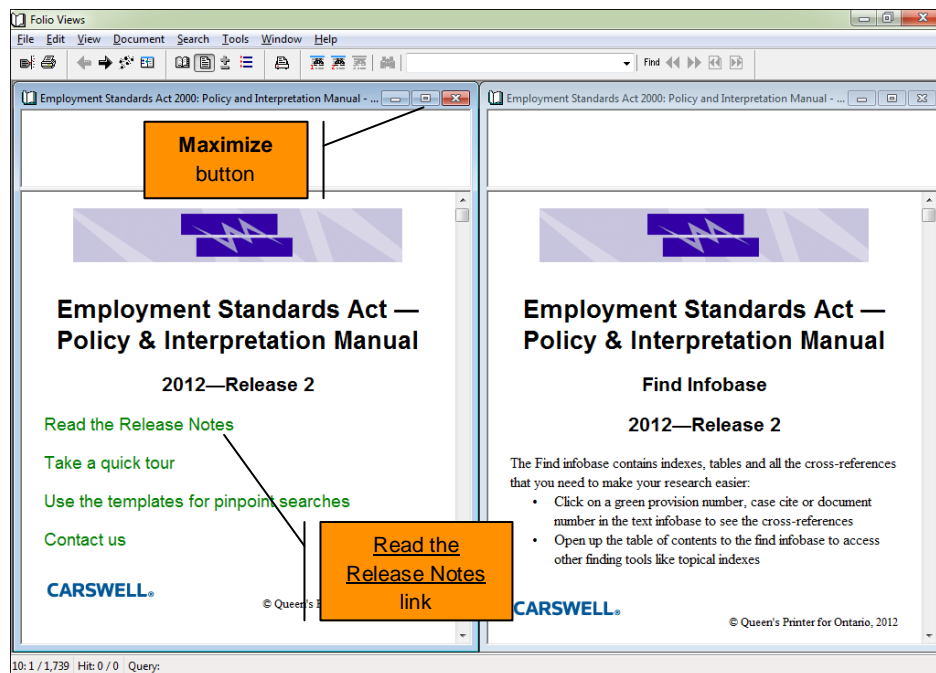 Folio Views
File Edit View Document Search Tools Window Help
Find
Employment Standards Act 2000: Policy and Interpretation Manual - ...
Maximize
button
Employment Standards Act —
Policy & Interpretation Manual
2012—Release 2
Read the Release Notes
Take a quick tour
Use the templates for pinpoint searches
Contact us
Read the
Release Notes
link
CARSWELL®
© Queen's P
Employment Standards Act 2000: Policy and Interpretation Manual - ...
Employment Standards Act —
Policy & Interpretation Manual
Find Infobase
2012—Release 2
The Find infobase contains indexes, tables and all the cross-references
that you need to make your research easier:
• Click on a green provision number, case cite or document
number in the text infobase to see the cross-references
• Open up the table of contents to the find infobase to access
other finding tools like topical indexes
CARSWELL®
© Queen's Printer for Ontario, 2012
10: 1 / 1,739 Hit: 0 / 0 Query: